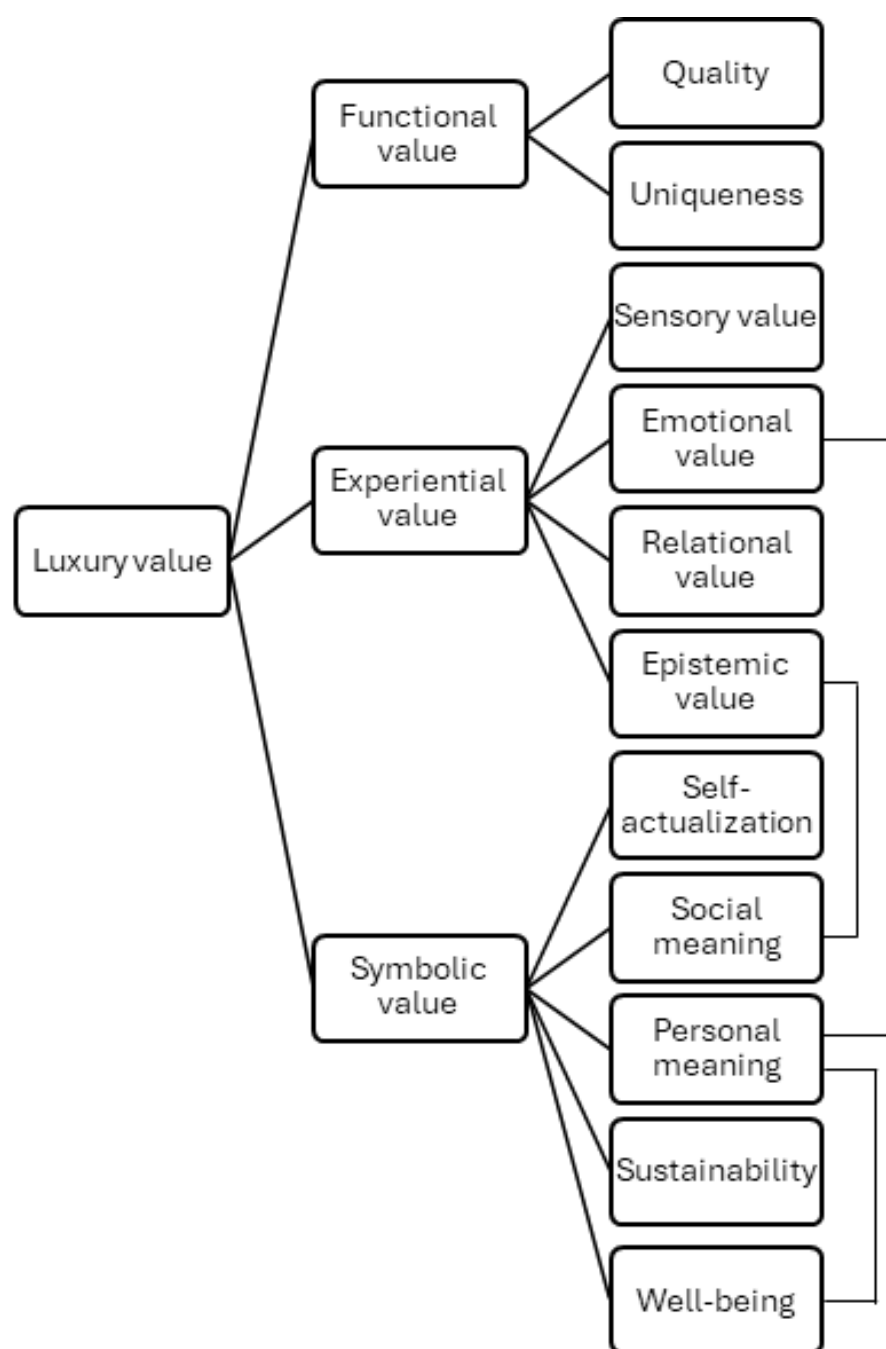 Luxury value
Functional
value
Experiential
value
Symbolic
value
Quality
Uniqueness
Sensory value
Emotional
value
Relational
value
Epistemic
value
Self-
actualization
Social
meaning
Personal
meaning
Sustainability
Well-being